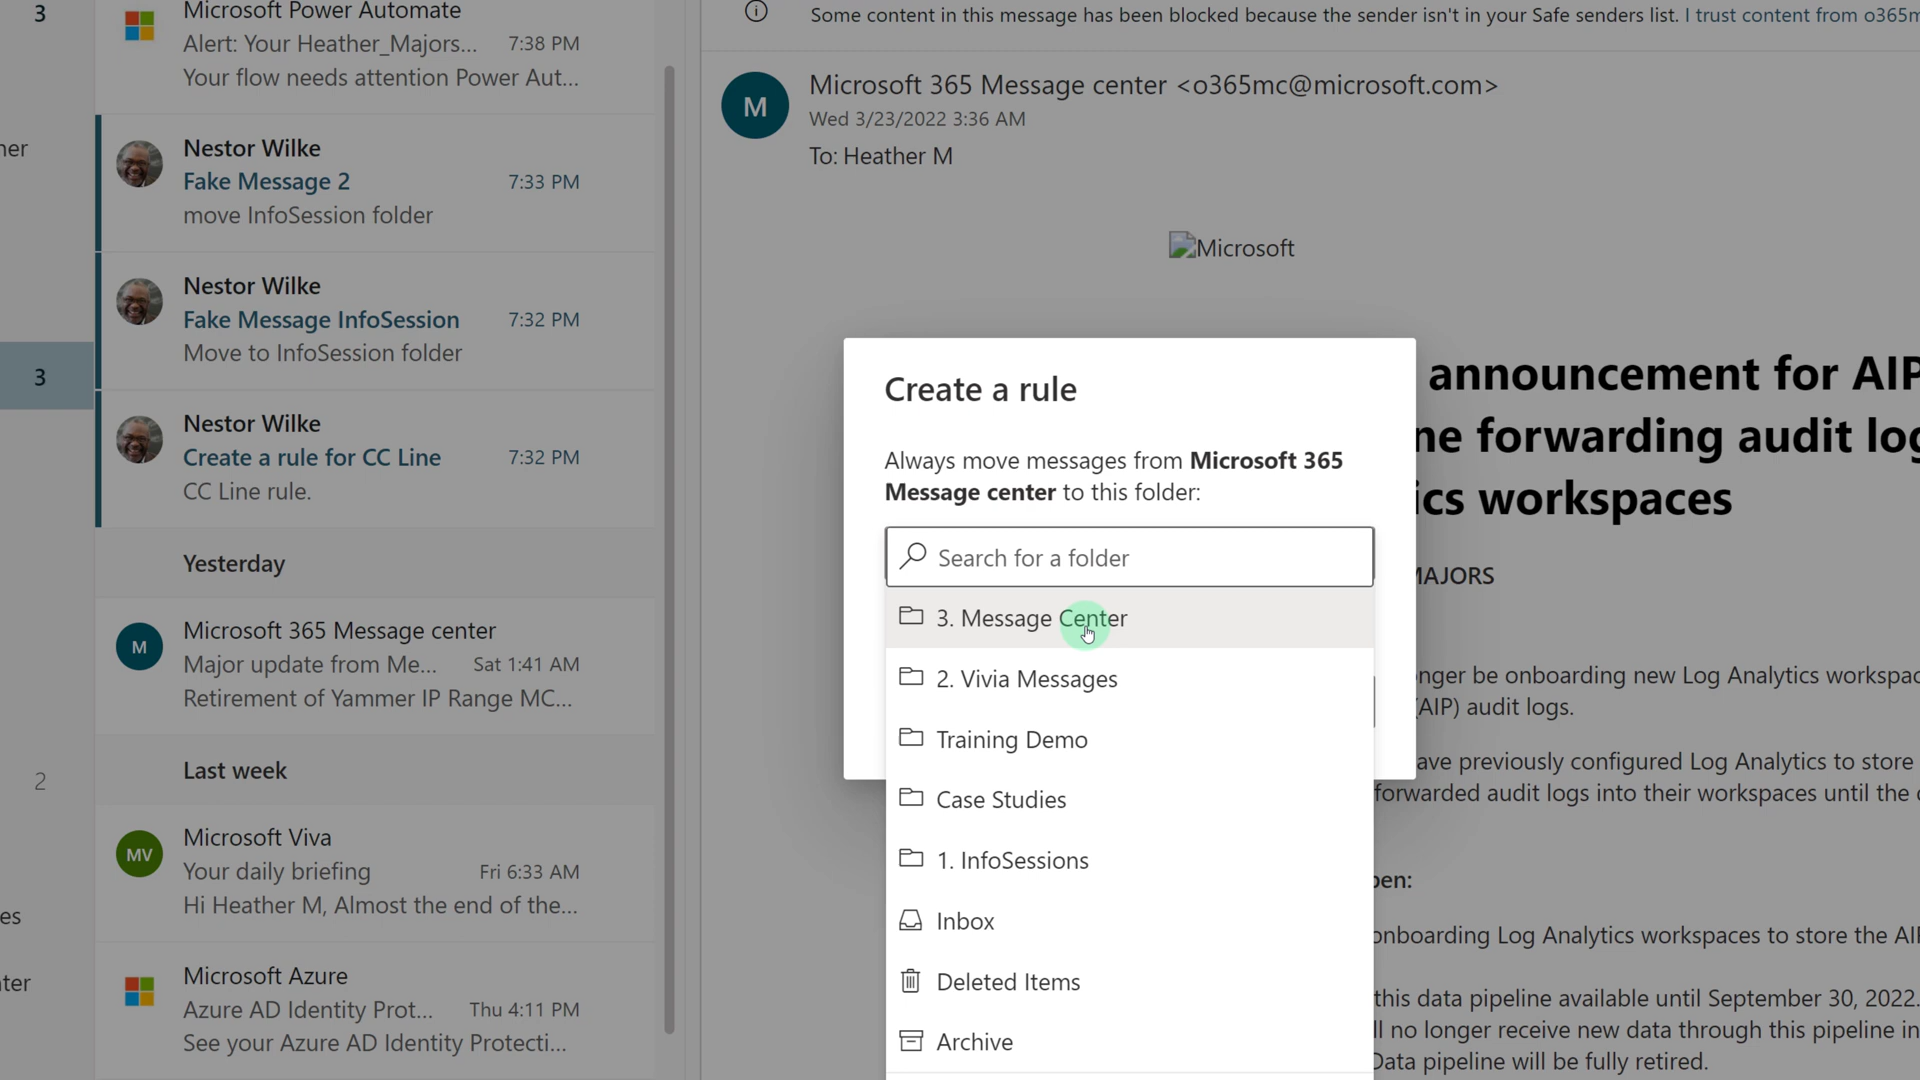 3
Microsoft Power Automate
Alert: Your Heather_Majors... 7:38 PM
Your flow needs attention Power Aut...
Nestor Wilke
Fake Message 2 7:33 PM
move InfoSession folder
Nestor Wilke
Fake Message InfoSession 7:32 PM
Move to InfoSession folder
3
Nestor Wilke
Create a rule for CC Line 7:32 PM
CC Line rule.
Yesterday
M
Microsoft 365 Message center
Major update from Me... Sat 1:41 AM
Retirement of Yammer IP Range MC...
Last week
2
MV
Microsoft Viva
Your daily briefing Fri 6:33 AM
Hi Heather M, Almost the end of the...
Microsoft Azure
Azure AD Identity Prot... Thu 4:11 PM
See your Azure AD Identity Protecti...
Some content in this message has been blocked because the sender isn't in your Safe senders list. I trust content from o365m
M
Microsoft 365 Message center <o365mc@microsoft.com>
Wed 3/23/2022 3:36 AM
To: Heather M
Microsoft
announcement for AIP
ne forwarding audit log
ics workspaces
MAJORS
nger be onboarding new Log Analytics workspac
(AIP) audit logs.
ave previously configured Log Analytics to store
forwarded audit logs into their workspaces until the
pen:
onboarding Log Analytics workspaces to store the AI
this data pipeline available until September 30, 2022.
ll no longer receive new data through this pipeline in
Data pipeline will be fully retired.
Create a rule
Always move messages from Microsoft 365
Message center to this folder:
Search for a folder
3. Message Center
2. Vivia Messages
Training Demo
Case Studies
1. InfoSessions
Inbox
Deleted Items
Archive